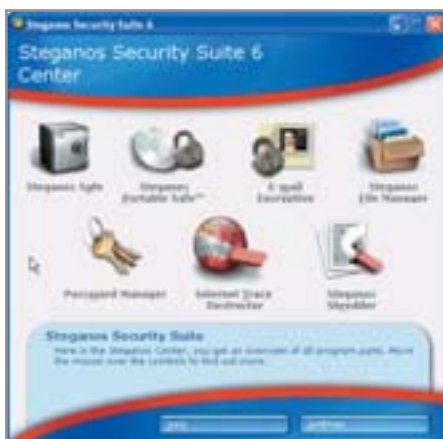 Steganos Security Suite 6
Steganos Security Suite 6
Center
Steganos Safe
Steganos
Portable Safe™
E-mail
Encryption
Steganos
File Manager
Password Manager
Internet Trace
Destructor
Steganos
Shredder
Steganos Security Suite
Here in the Steganos Center, you get an overview of all program parts. Move
the mouse over the symbols to find out more.